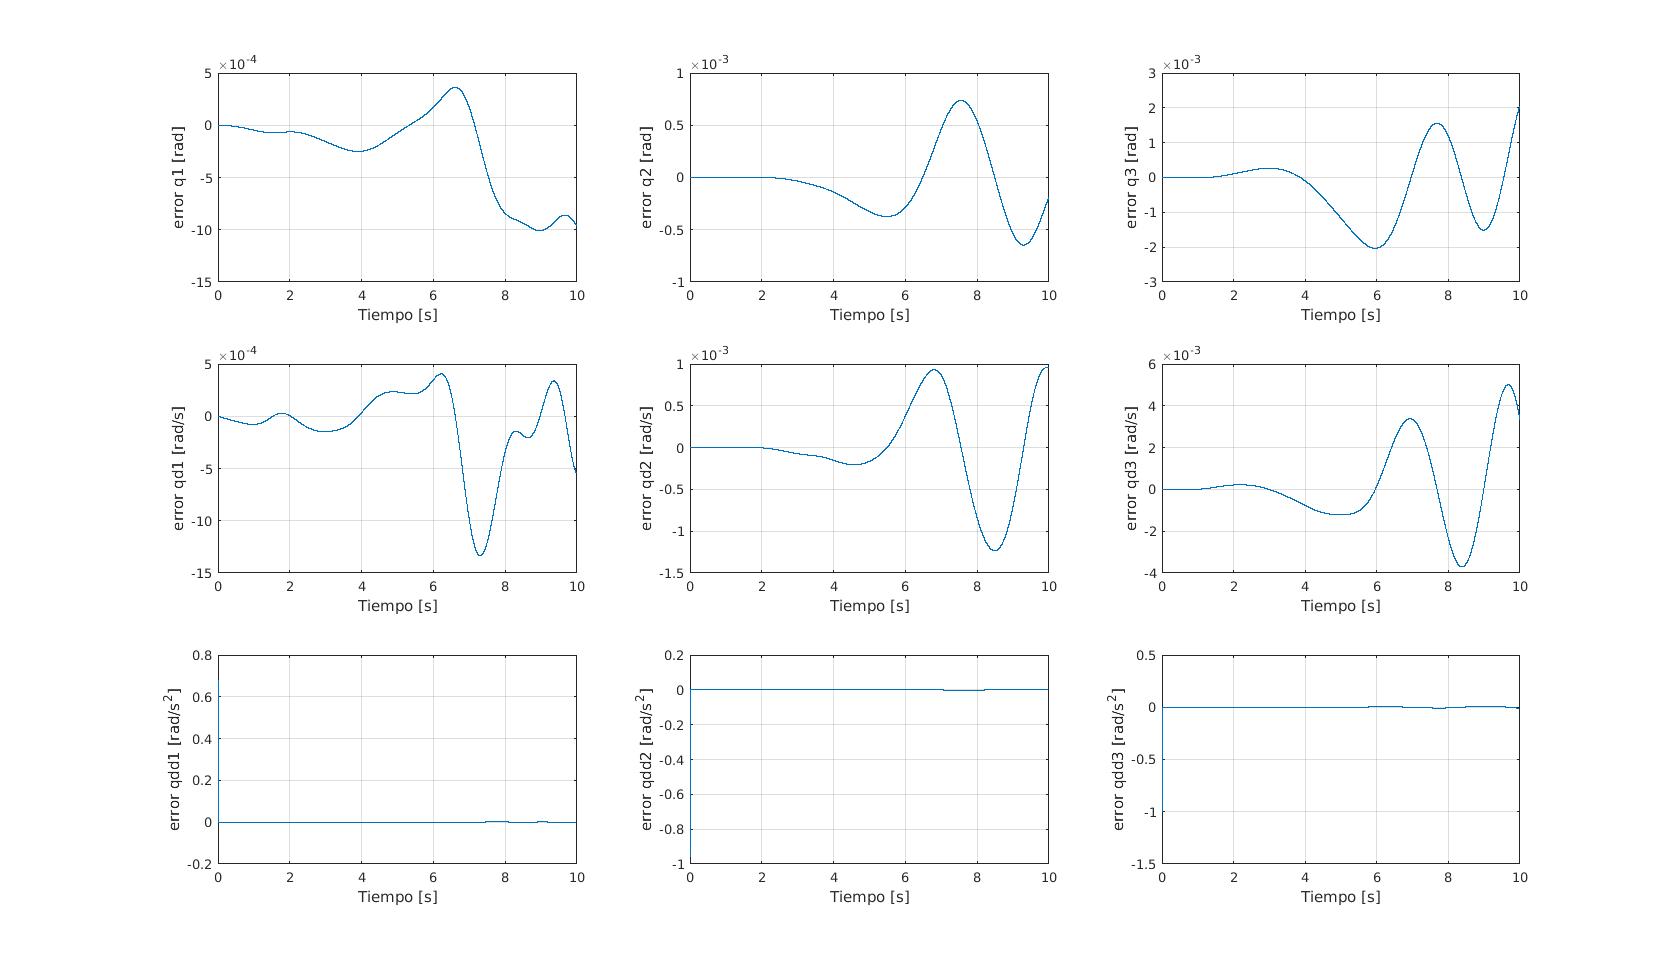 ×10^-4
5
0
-5
-10
-15
error q1 [rad]
0 2 4 6 8 10
Tiempo [s]
×10^-3
1
0.5
0
-0.5
-1
error q2 [rad]
0 2 4 6 8 10
Tiempo [s]
×10^-3
3
2
1
0
-1
-2
-3
error q3 [rad]
0 2 4 6 8 10
Tiempo [s]
×10^-4
5
0
-5
-10
-15
error qd1 [rad/s]
0 2 4 6 8 10
Tiempo [s]
×10^-3
1
0.5
0
-0.5
-1
-1.5
error qd2 [rad/s]
0 2 4 6 8 10
Tiempo [s]
×10^-3
6
4
2
0
-2
-4
error qd3 [rad/s]
0 2 4 6 8 10
Tiempo [s]
0.8
0.6
0.4
0.2
0
-0.2
error qdd1 [rad/s^2]
0 2 4 6 8 10
Tiempo [s]
0.2
0
-0.2
-0.4
-0.6
-0.8
-1
error qdd2 [rad/s^2]
0 2 4 6 8 10
Tiempo [s]
0.5
0
-0.5
-1
-1.5
error qdd3 [rad/s^2]
0 2 4 6 8 10
Tiempo [s]